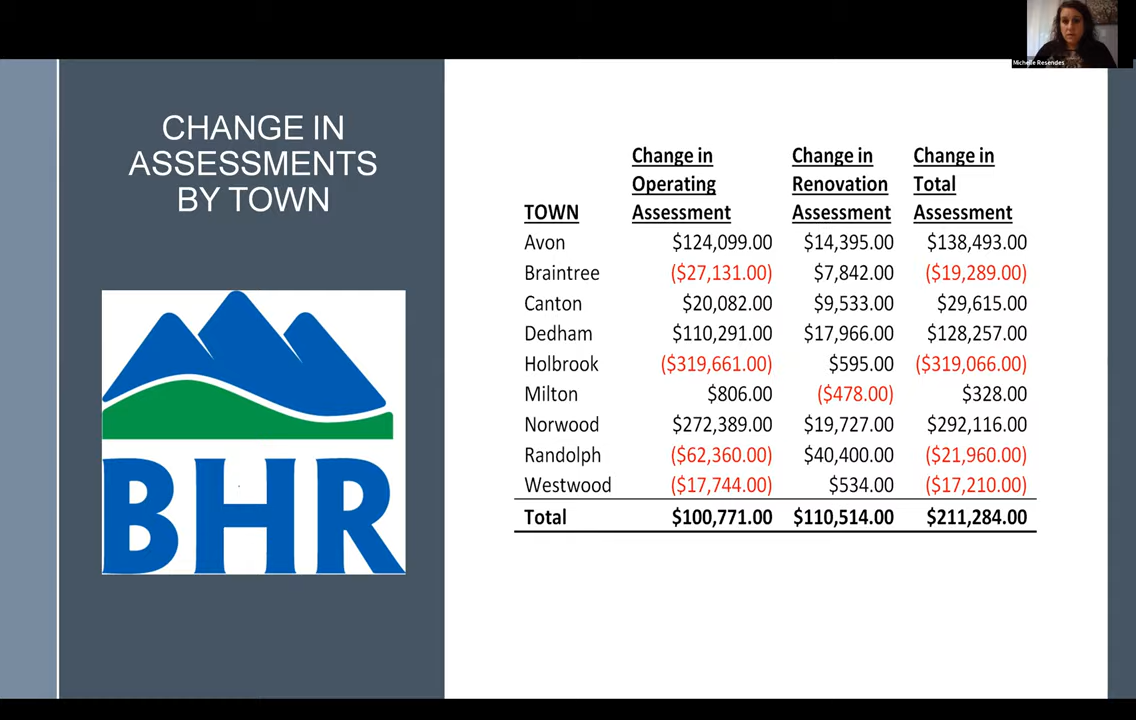 Michelle Resendes
CHANGE IN
ASSESSMENTS
BY TOWN
BHR
Change in Change in Change in
Operating Renovation Total
TOWN Assessment Assessment Assessment
Avon $124,099.00 $14,395.00 $138,493.00
Braintree ($27,131.00) $7,842.00 ($19,289.00)
Canton $20,082.00 $9,533.00 $29,615.00
Dedham $110,291.00 $17,966.00 $128,257.00
Holbrook ($319,661.00) $595.00 ($319,066.00)
Milton $806.00 ($478.00) $328.00
Norwood $272,389.00 $19,727.00 $292,116.00
Randolph ($62,360.00) $40,400.00 ($21,960.00)
Westwood ($17,744.00) $534.00 ($17,210.00)
Total $100,771.00 $110,514.00 $211,284.00